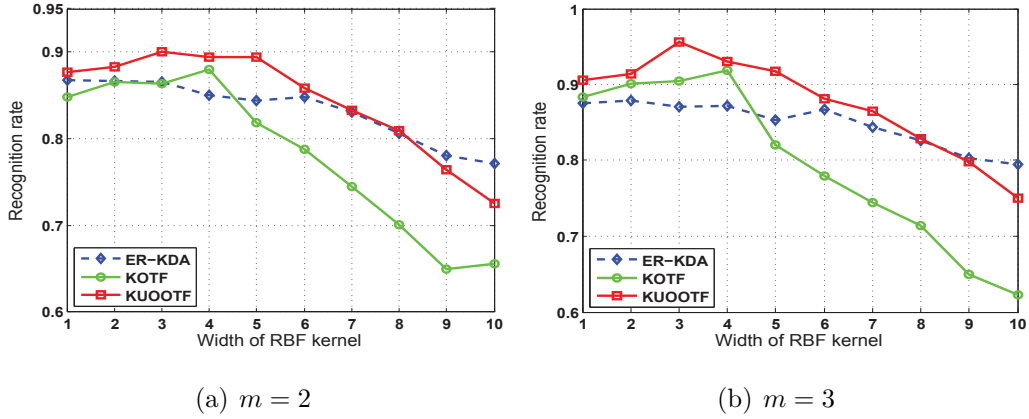 0.95
0.9
0.8
0.7
0.6
Recognition rate
ER-KDA
KOTF
KUOOTF
1 2 3 4 5 6 7 8 9 10
Width of RBF kernel
(a) m = 2
1
0.9
0.8
0.7
0.6
Recognition rate
ER-KDA
KOTF
KUOOTF
1 2 3 4 5 6 7 8 9 10
Width of RBF kernel
(b) m = 3